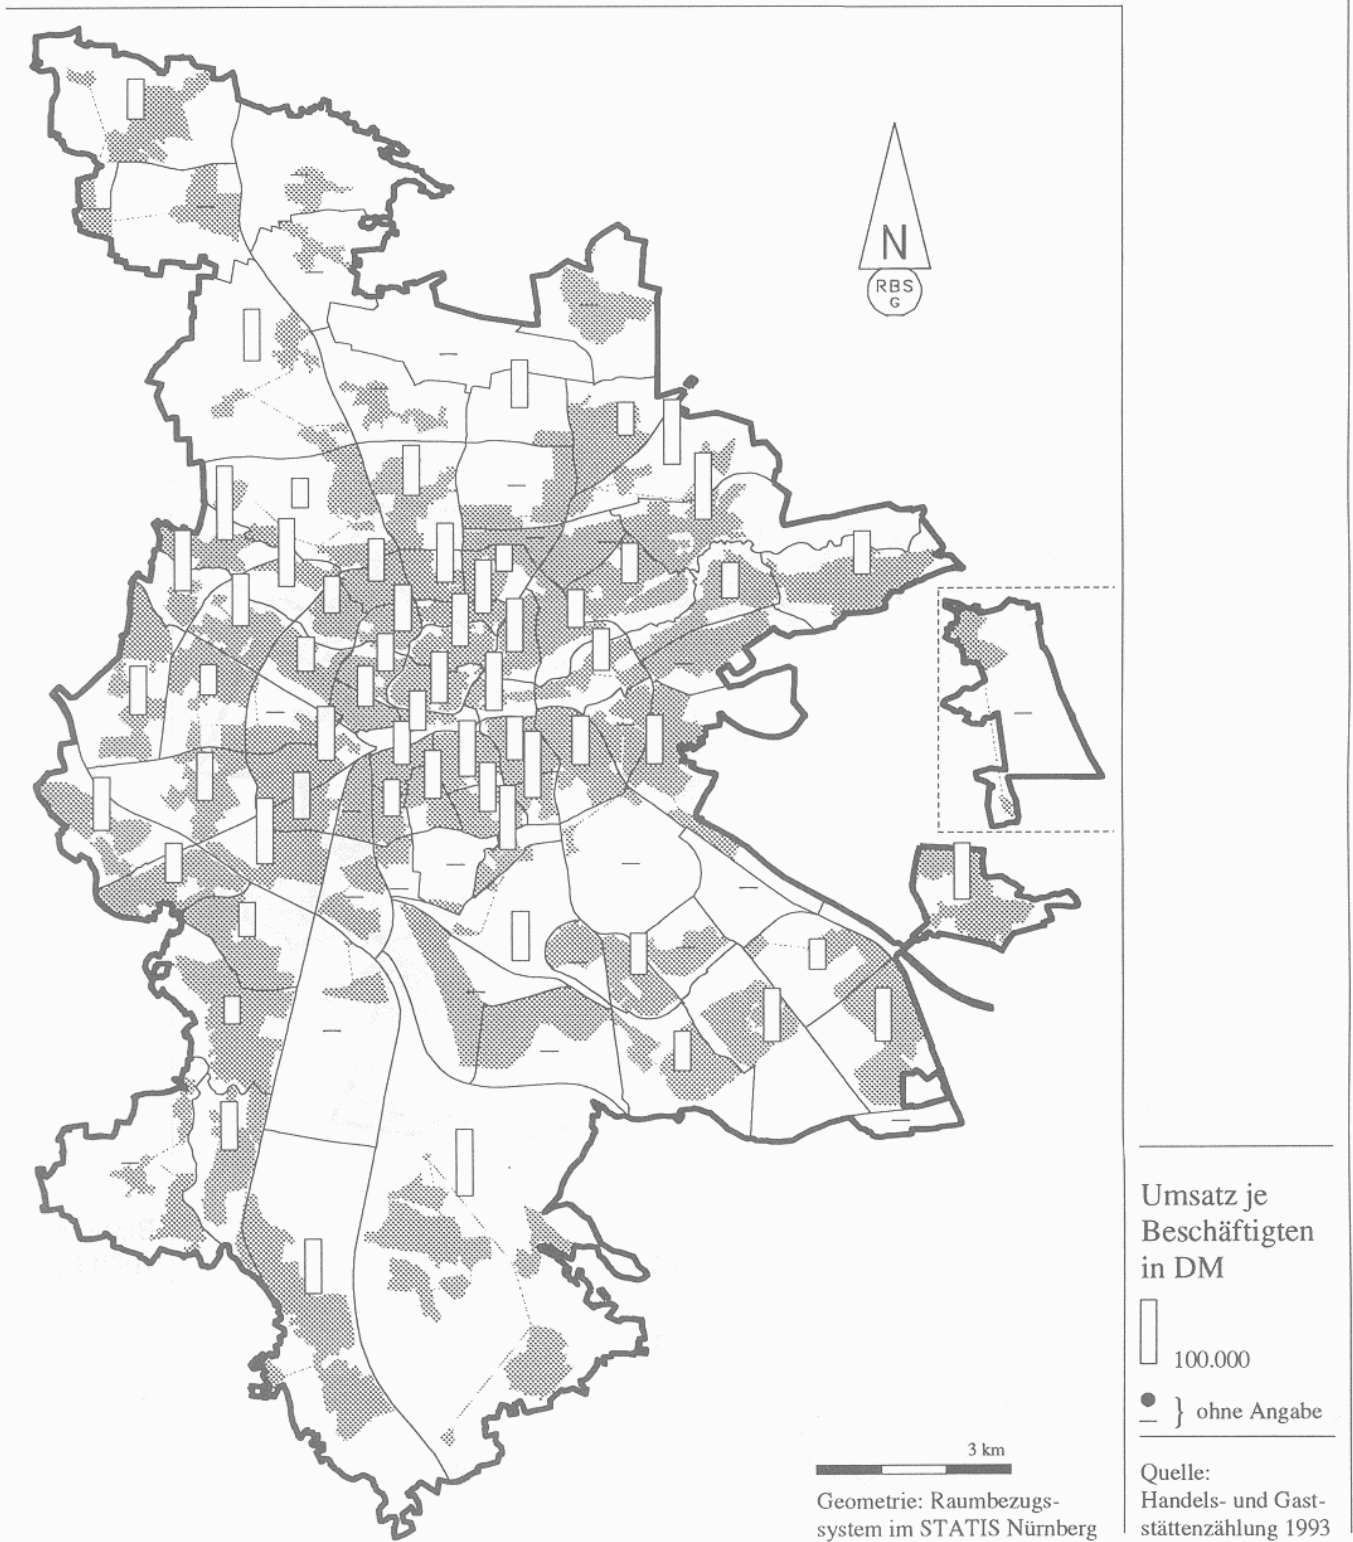 N
RBS
G
Umsatz je
Beschäftigten
in DM
100.000
} ohne Angabe
3 km
Geometrie: Raumbezugs-
system im STATIS Nürnberg
Quelle:
Handels- und Gast-
stättenzählung 1993